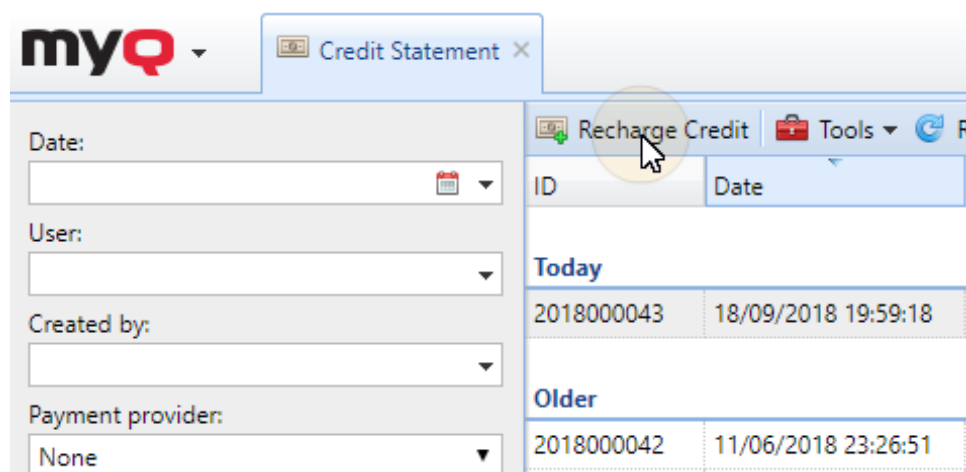 myQ
Credit Statement
Date:
User:
Created by:
Payment provider:
None
Recharge Credit Tools R
ID Date
Today
2018000043 18/09/2018 19:59:18
Older
2018000042 11/06/2018 23:26:51